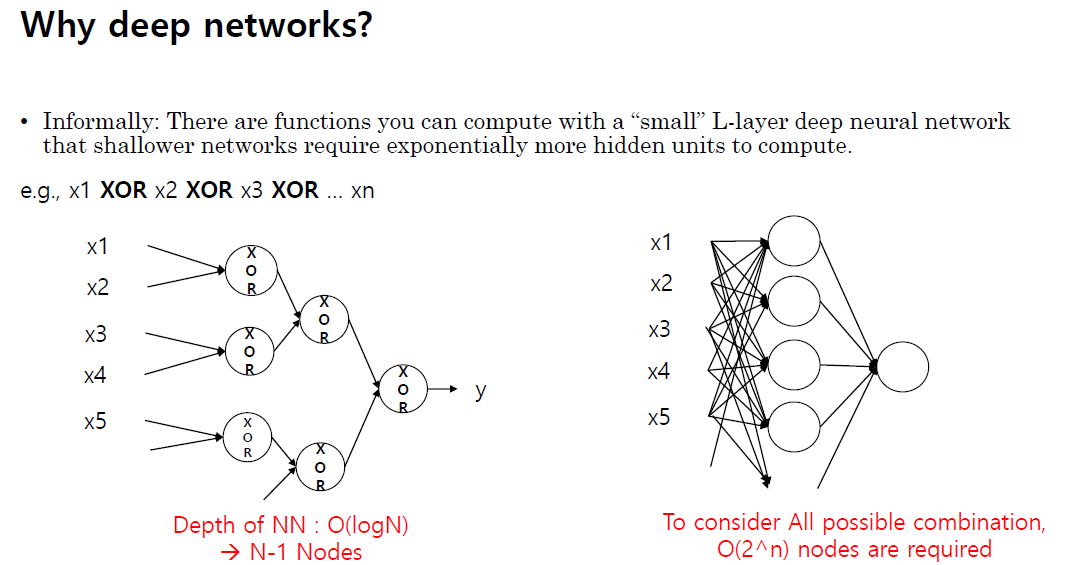 Why deep networks?
• Informally: There are functions you can compute with a “small” L-layer deep neural network
that shallower networks require exponentially more hidden units to compute.
e.g., x1 XOR x2 XOR x3 XOR ... xn
x1
x2
x3
x4
x5
XOR
XOR
XOR
XOR
XOR
XOR
y
Depth of NN : O(logN)
→ N-1 Nodes
x1
x2
x3
x4
x5
To consider All possible combination,
O(2^n) nodes are required